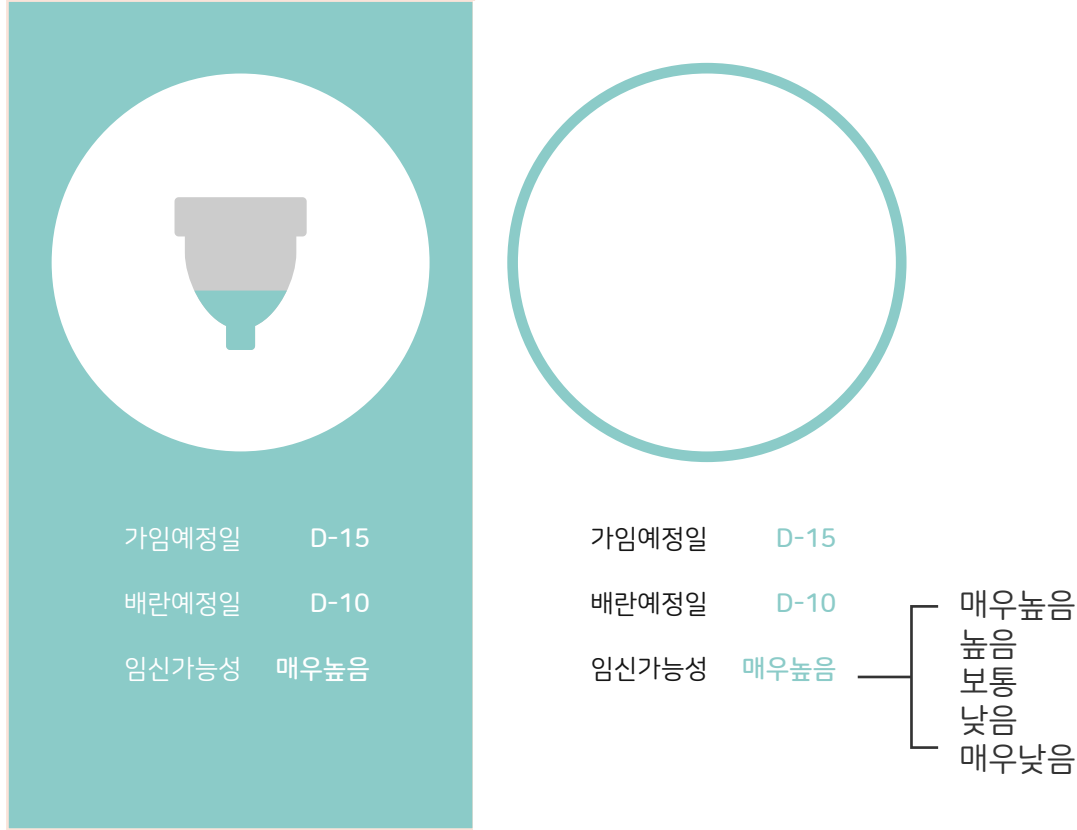 가임예정일 D-15
배란예정일 D-10
임신가능성 매우높음
가임예정일 D-15
배란예정일 D-10
임신가능성 매우높음
매우높음
높음
보통
낮음
매우낮음